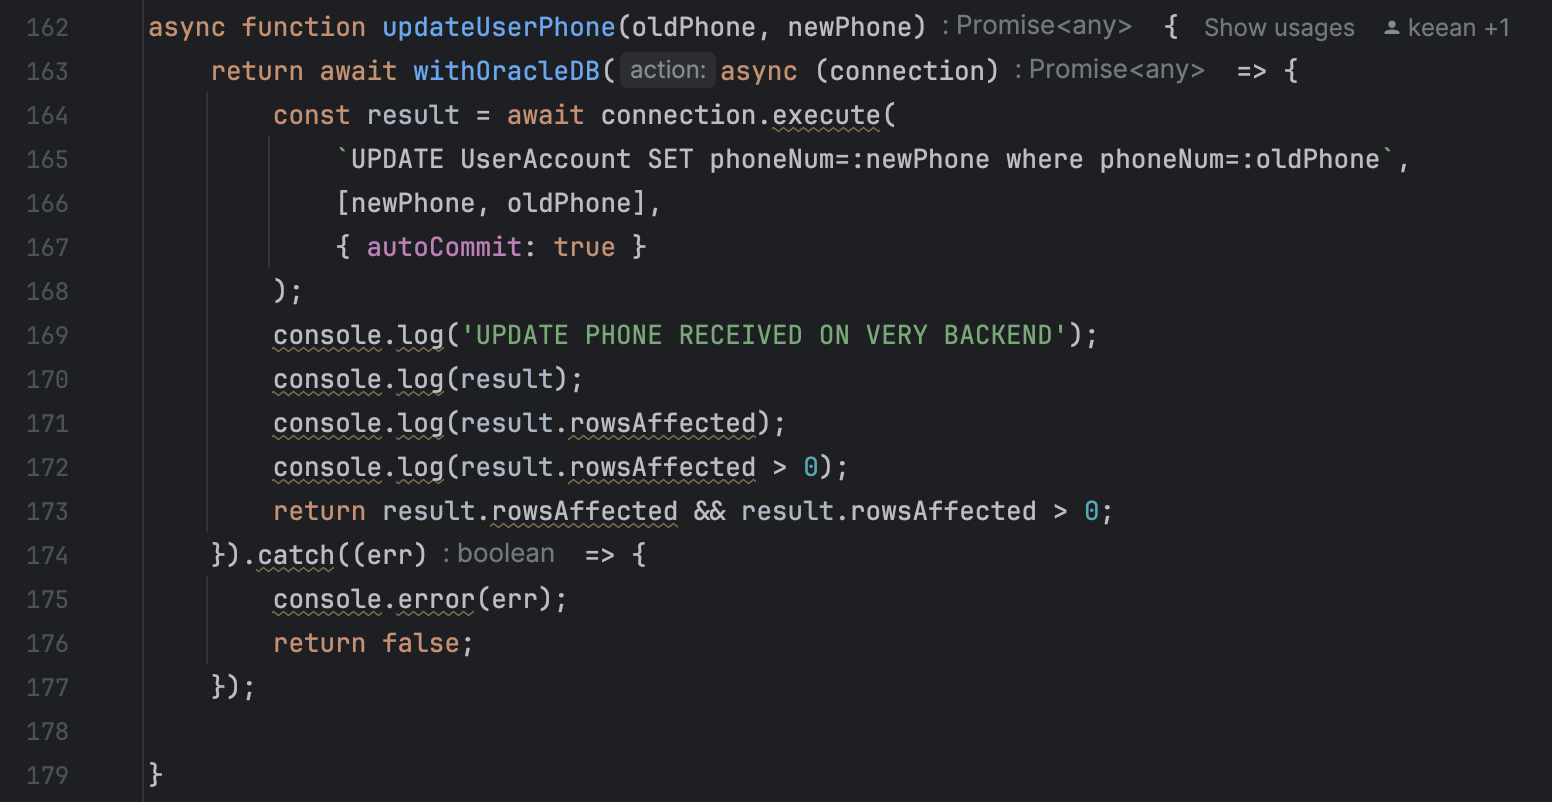 162 async function updateUserPhone(oldPhone, newPhone) : Promise<any> { Show usages keean +1
163 return await withOracleDB( action: async (connection) : Promise<any> => {
164 const result = await connection.execute(
165 `UPDATE UserAccount SET phoneNum=:newPhone where phoneNum=:oldPhone`,
166 [newPhone, oldPhone],
167 { autoCommit: true }
168 );
169 console.log('UPDATE PHONE RECEIVED ON VERY BACKEND');
170 console.log(result);
171 console.log(result.rowsAffected);
172 console.log(result.rowsAffected > 0);
173 return result.rowsAffected && result.rowsAffected > 0;
174 }).catch((err) : boolean => {
175 console.error(err);
176 return false;
177 });
178
179 }